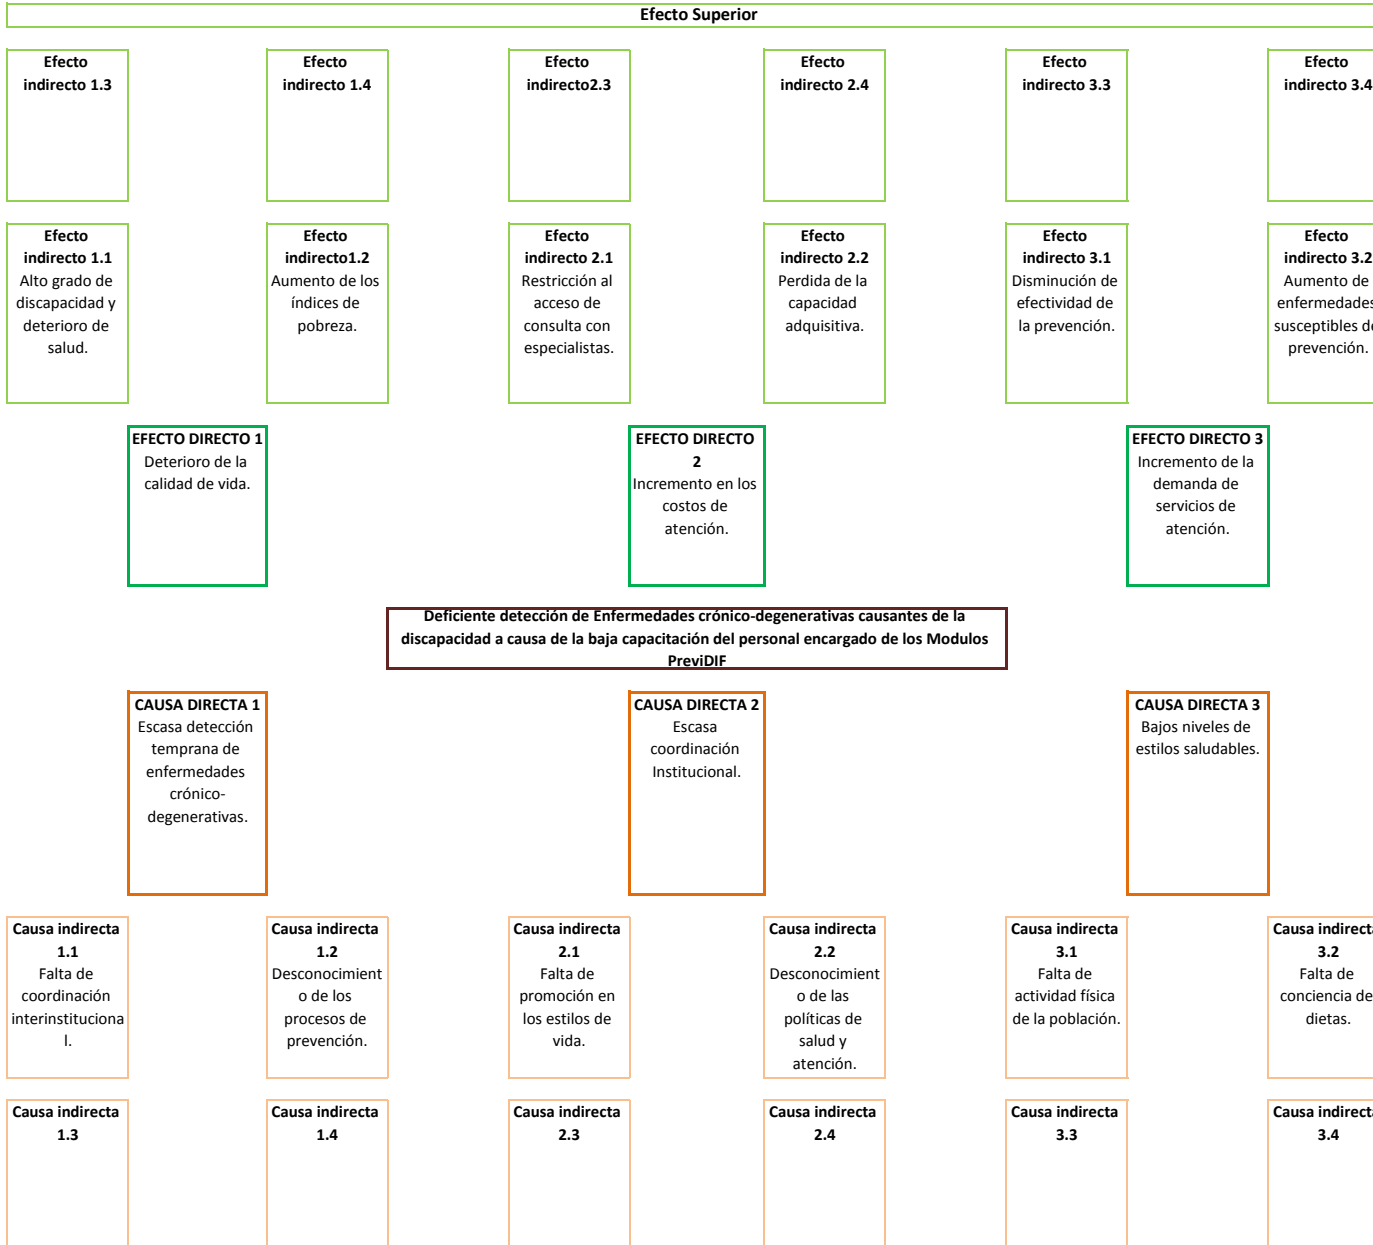 Efecto Superior
Efecto
indirecto 1.3
Efecto
indirecto 1.4
Efecto
indirecto2.3
Efecto
indirecto 2.4
Efecto
indirecto 3.3
Efecto
indirecto 3.4
Efecto
indirecto 1.1
Alto grado de
discapacidad y
deterioro de
salud.
Efecto
indirecto1.2
Aumento de los
índices de
pobreza.
Efecto
indirecto 2.1
Restricción al
acceso de
consulta con
especialistas.
Efecto
indirecto 2.2
Perdida de la
capacidad
adquisitiva.
Efecto
indirecto 3.1
Disminución de
efectividad de
la prevención.
Efecto
indirecto 3.2
Aumento de
enfermedades
susceptibles de
prevención.
EFECTO DIRECTO 1
Deterioro de la
calidad de vida.
EFECTO DIRECTO
2
Incremento en los
costos de
atención.
EFECTO DIRECTO 3
Incremento de la
demanda de
servicios de
atención.
Deficiente detección de Enfermedades crónico-degenerativas causantes de la
discapacidad a causa de la baja capacitación del personal encargado de los Modulos
PreviDIF
CAUSA DIRECTA 1
Escasa detección
temprana de
enfermedades
crónico-
degenerativas.
CAUSA DIRECTA 2
Escasa
coordinación
Institucional.
CAUSA DIRECTA 3
Bajos niveles de
estilos saludables.
Causa indirecta
1.1
Falta de
coordinación
interinstituciona
l.
Causa indirecta
1.2
Desconocimient
o de los
procesos de
prevención.
Causa indirecta
2.1
Falta de
promoción en
los estilos de
vida.
Causa indirecta
2.2
Desconocimient
o de las
políticas de
salud y
atención.
Causa indirecta
3.1
Falta de
actividad física
de la población.
Causa indirecta
3.2
Falta de
conciencia de
dietas.
Causa indirecta
1.3
Causa indirecta
1.4
Causa indirecta
2.3
Causa indirecta
2.4
Causa indirecta
3.3
Causa indirecta
3.4